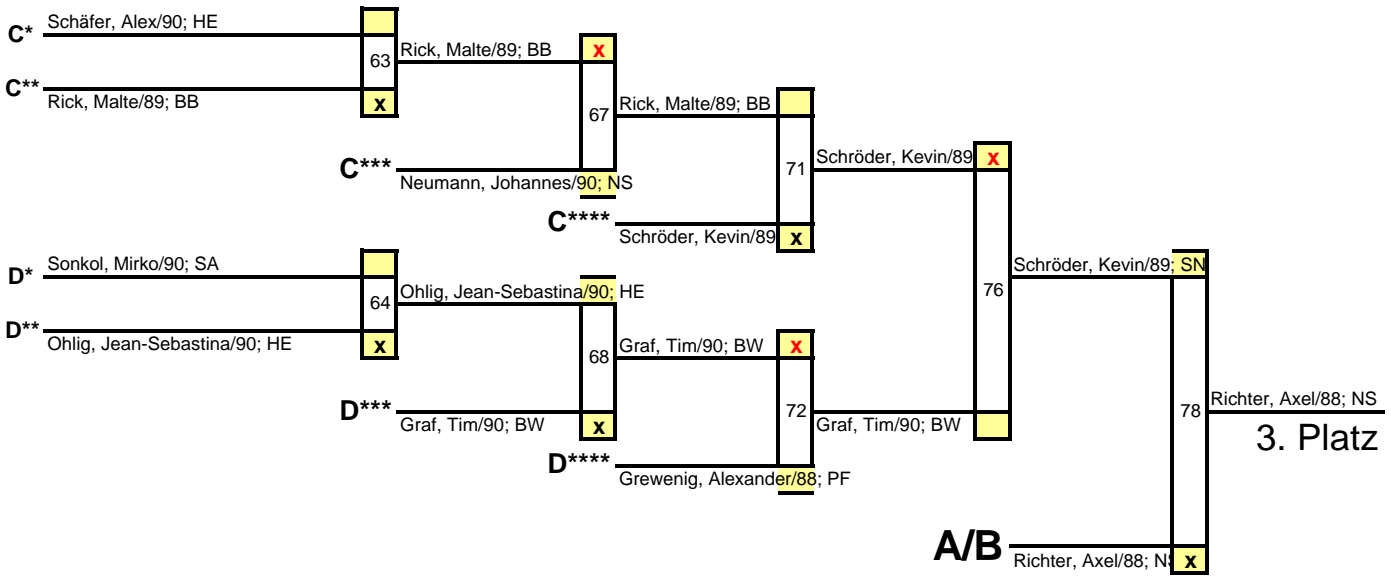 C* Schäfer, Alex/90; HE
63 Rick, Malte/89; BB x
C** Rick, Malte/89; BB x
67 Rick, Malte/89; BB
C*** Neumann, Johannes/90; NS
71 Schröder, Kevin/89 x
C**** Schröder, Kevin/89 x
D* Sonkol, Mirko/90; SA
64 Ohlig, Jean-Sebastina/90; HE
D** Ohlig, Jean-Sebastina/90; HE x
76 Schröder, Kevin/89; SN
68 Graf, Tim/90; BW x
D*** Graf, Tim/90; BW x
72 Graf, Tim/90; BW
D**** Grewenig, Alexander/88; PF
78 Richter, Axel/88; NS
3. Platz
A/B Richter, Axel/88; NS x